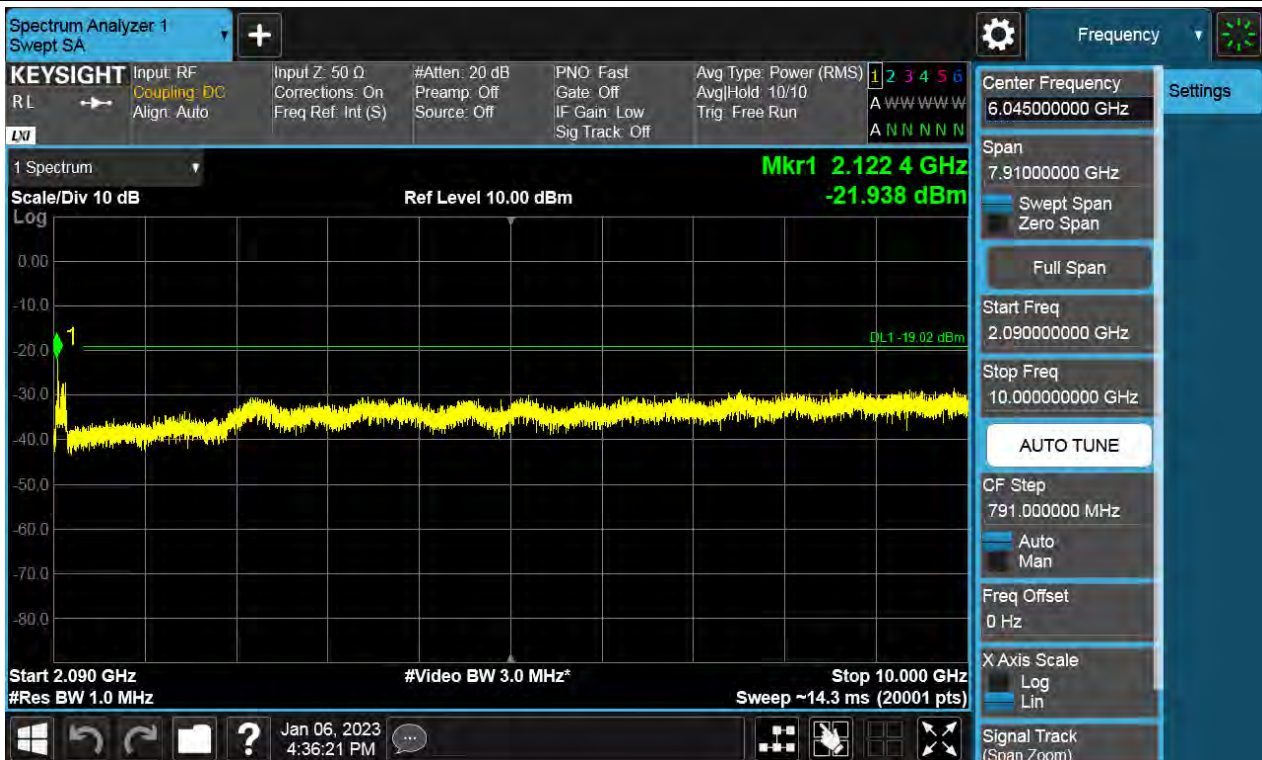 Spectrum Analyzer 1
Swept SA
+
Frequency
KEYSIGHT
R L
LXI
Input: RF
Coupling: DC
Align: Auto
Input Z: 50 Ω
Corrections: On
Freq Ref: Int (S)
#Atten: 20 dB
Preamp: Off
Source: Off
PNO: Fast
Gate: Off
IF Gain: Low
Sig Track: Off
Avg Type: Power (RMS)
Avg|Hold: 10/10
Trig: Free Run
1 2 3 4 5 6
A W W W W W
A N N N N N
1 Spectrum
Mkr1 2.122 4 GHz
-21.938 dBm
Scale/Div 10 dB
Ref Level 10.00 dBm
Log
0.00
-10.0
-20.0
-30.0
-40.0
-50.0
-60.0
-70.0
-80.0
1
DL1 -19.02 dBm
Start 2.090 GHz
#Video BW 3.0 MHz*
Stop 10.000 GHz
#Res BW 1.0 MHz
Sweep ~14.3 ms (20001 pts)
Center Frequency
6.045000000 GHz
Settings
Span
7.91000000 GHz
Swept Span
Zero Span
Full Span
Start Freq
2.090000000 GHz
Stop Freq
10.000000000 GHz
AUTO TUNE
CF Step
791.000000 MHz
Auto
Man
Freq Offset
0 Hz
X Axis Scale
Log
Lin
Signal Track
(Span Zoom)
?
Jan 06, 2023
4:36:21 PM